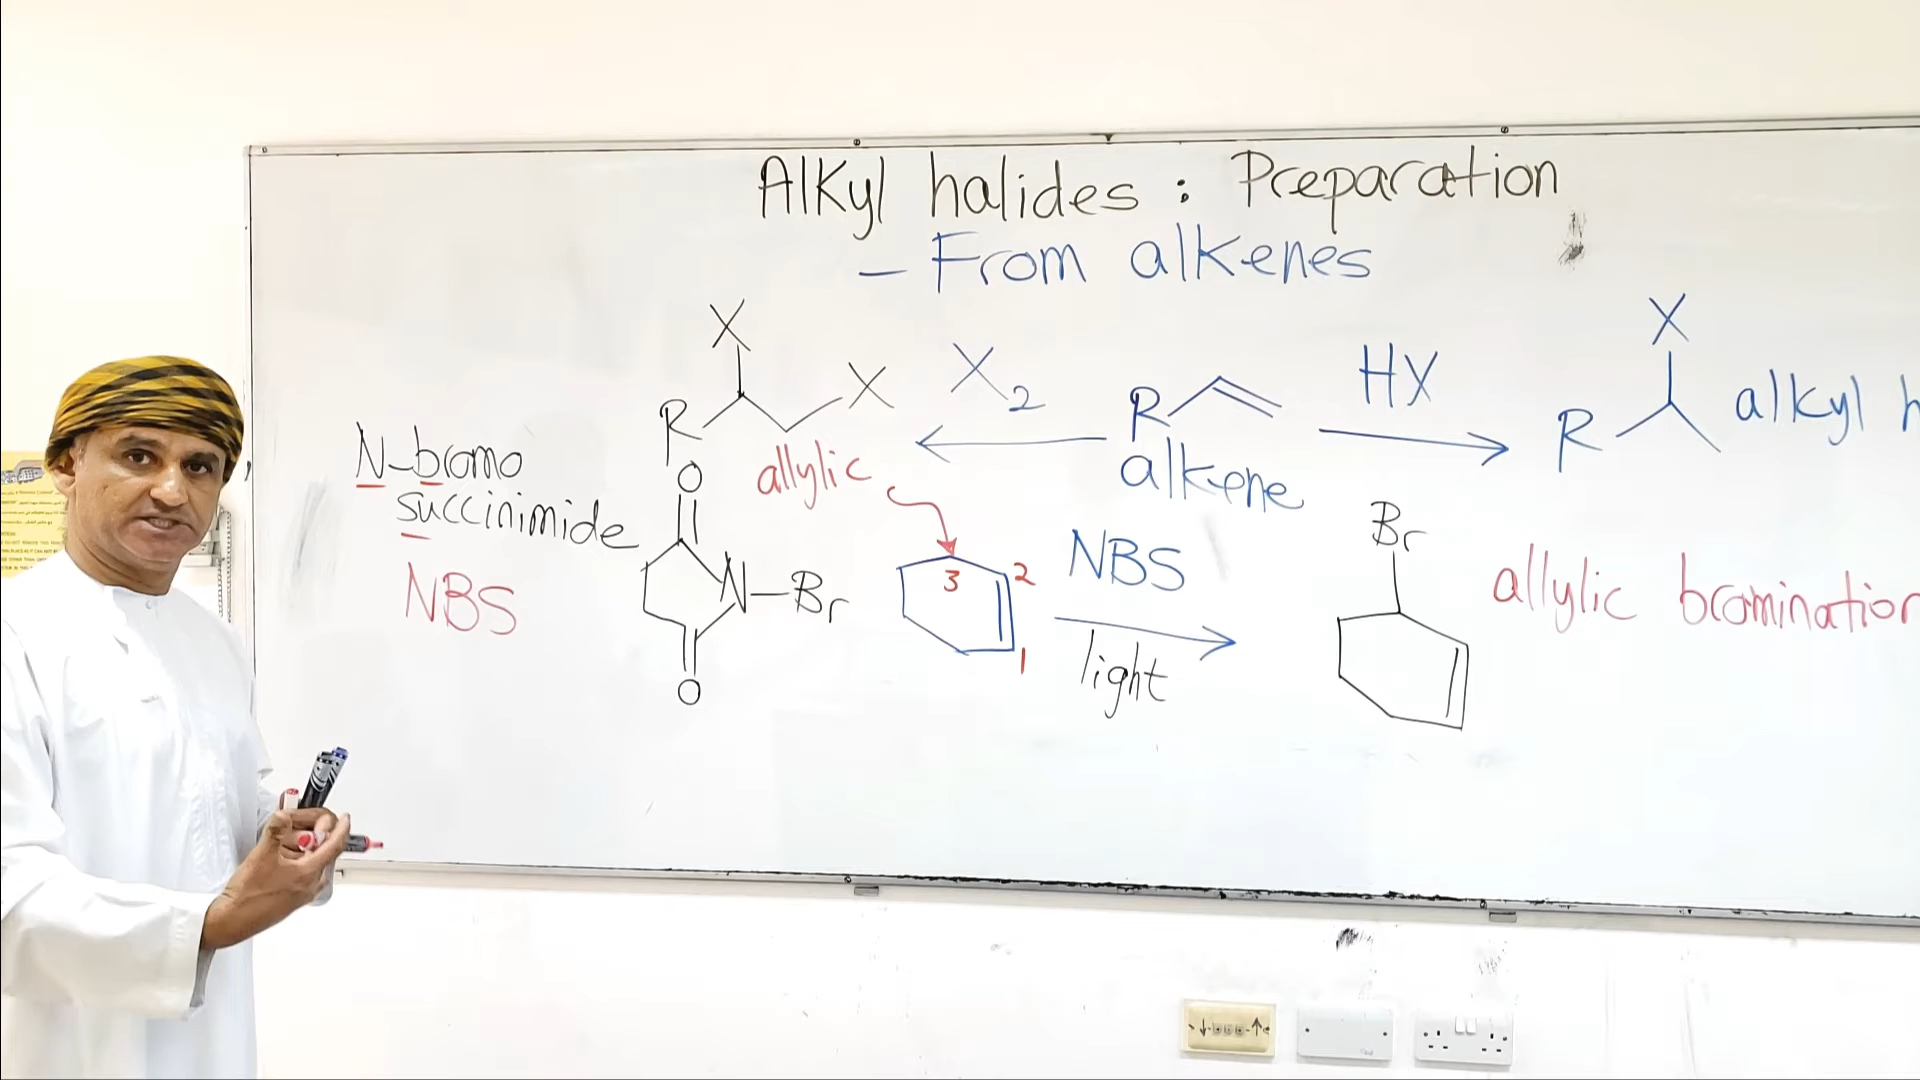 Alkyl halides : Preparation
- From alkenes
X
R
X
X2
R
alkene
HX
X
R
alkyl h
N-bromo
succinimide
NBS
O
N-Br
O
allylic
3
2
1
NBS
light
Br
allylic bromination